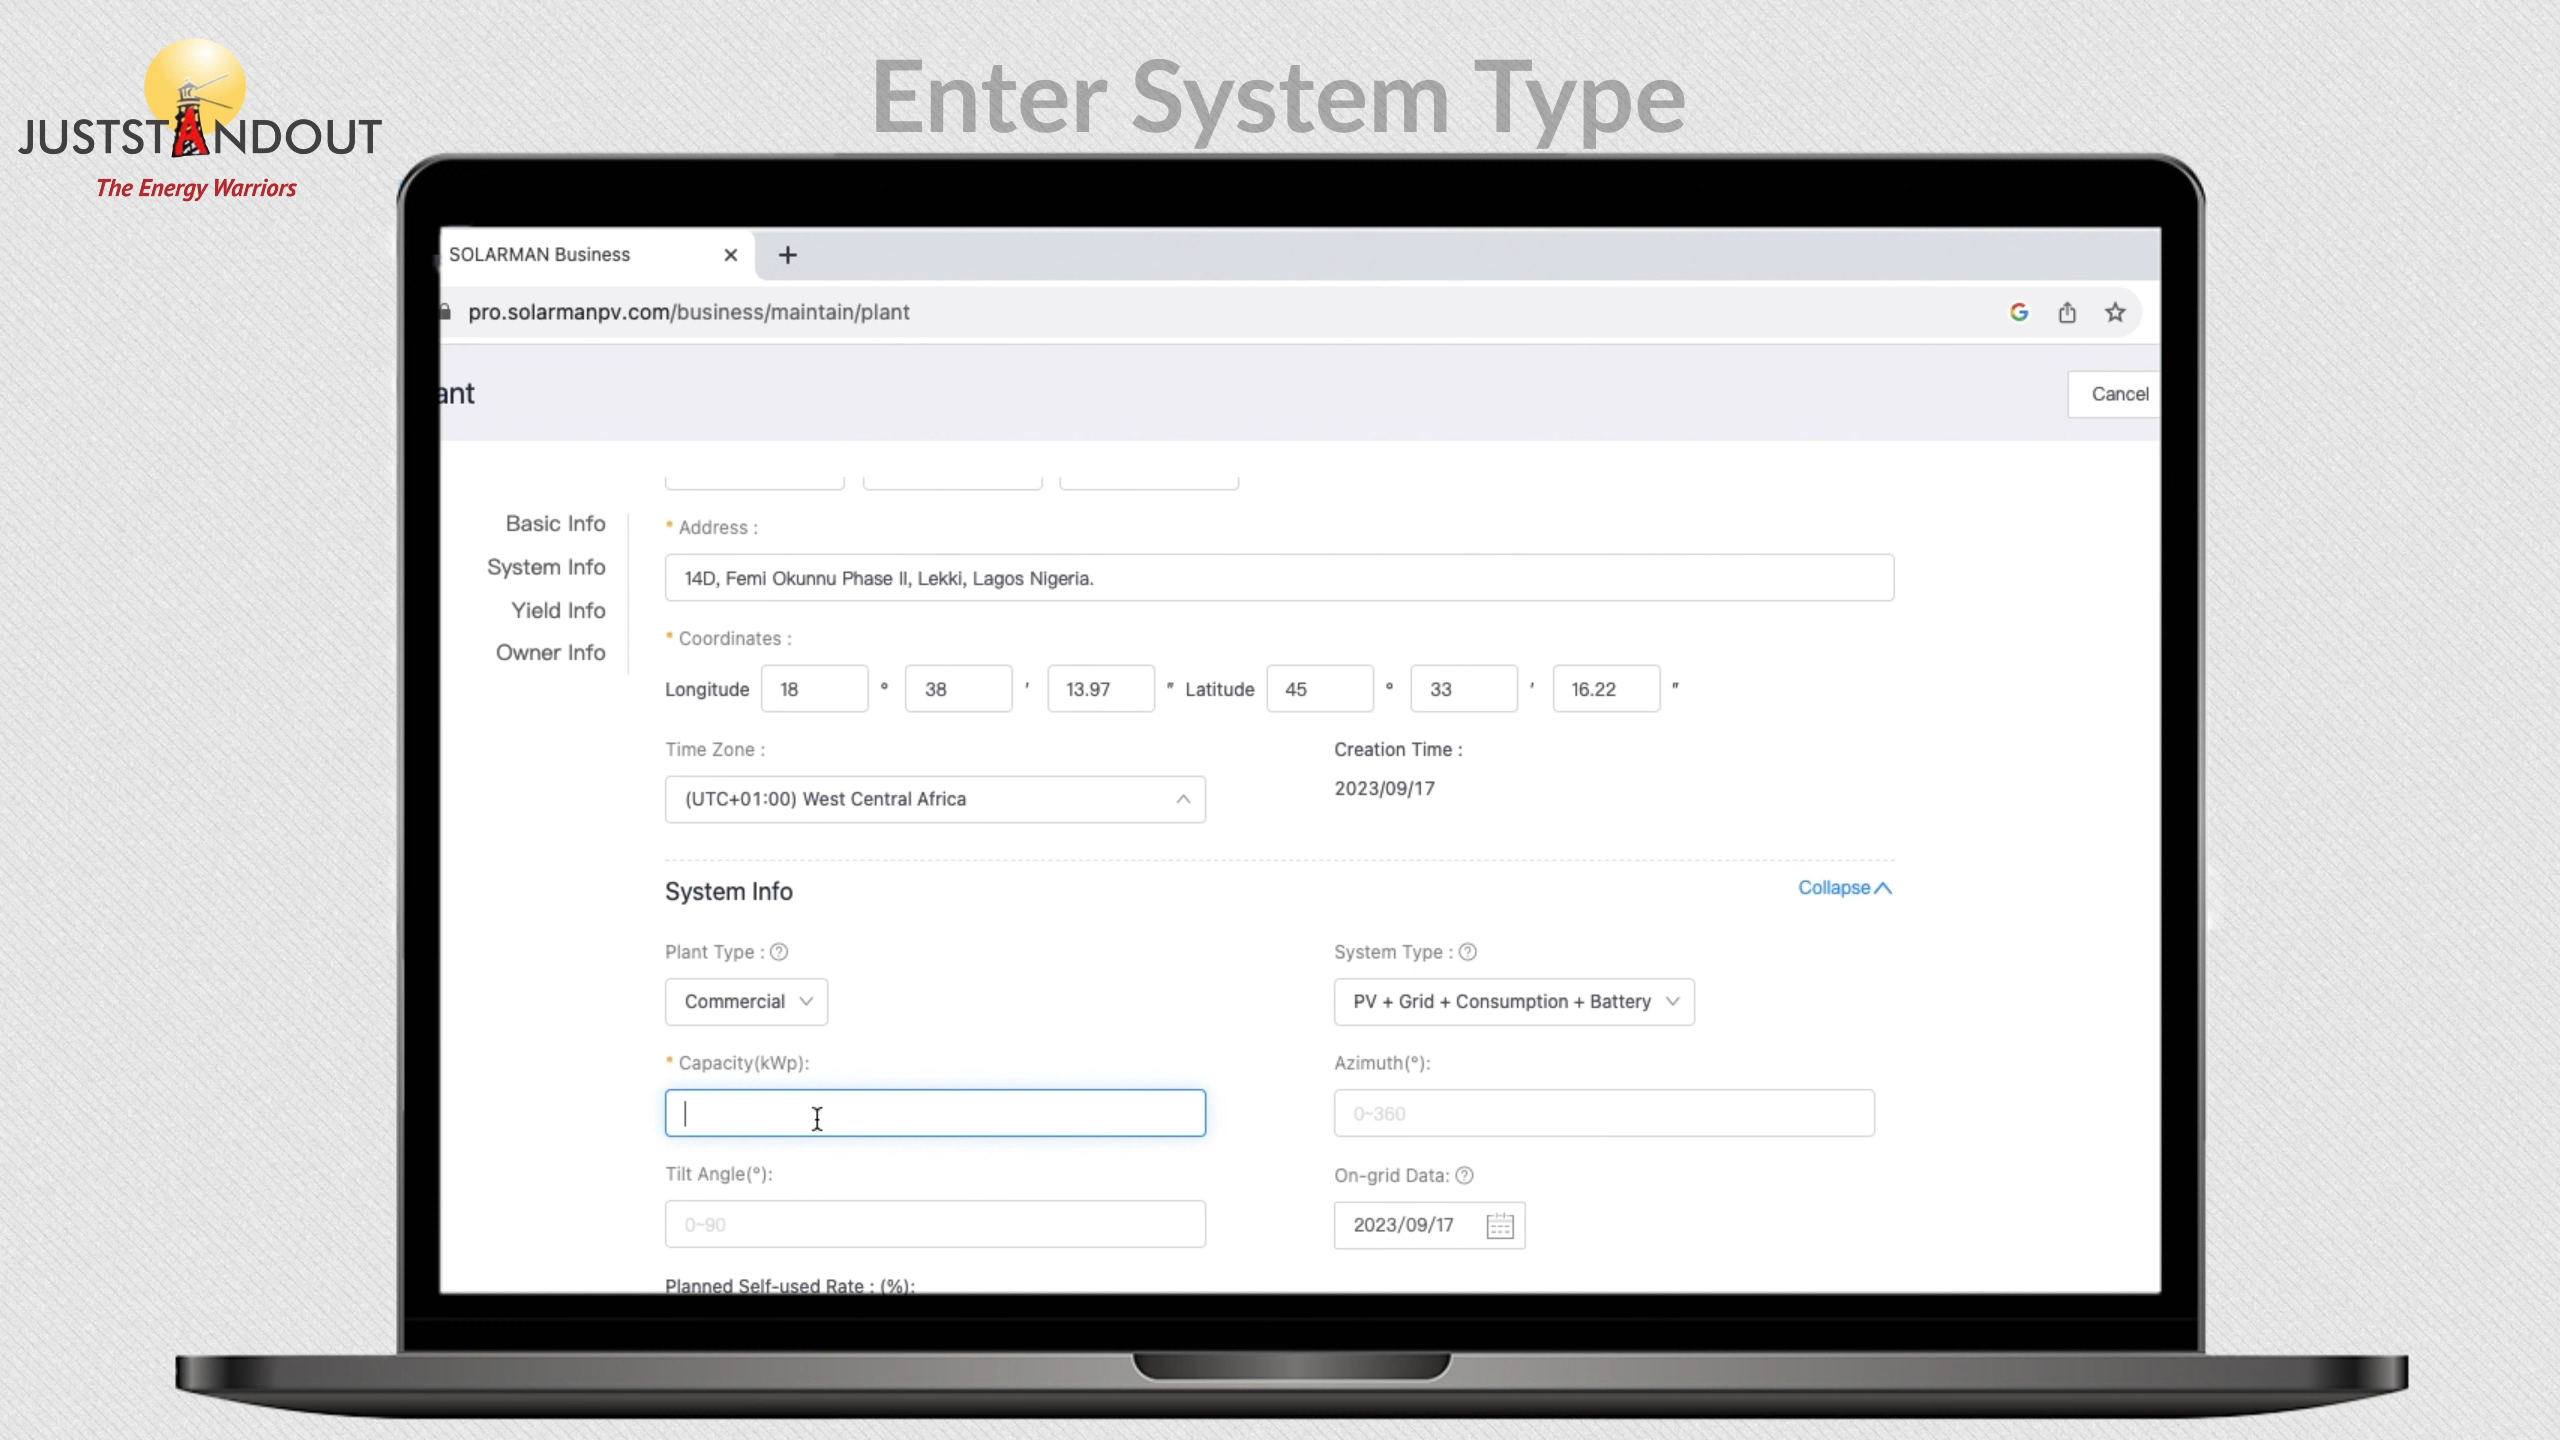 Enter System Type
JUSTSTANDOUT
The Energy Warriors
SOLARMAN Business
pro.solarmanpv.com/business/maintain/plant
ant
Cancel
Basic Info
System Info
Yield Info
Owner Info
* Address :
14D, Femi Okunnu Phase II, Lekki, Lagos Nigeria.
* Coordinates :
Longitude 18 ° 38 ′ 13.97 ″ Latitude 45 ° 33 ′ 16.22 ″
Time Zone : Creation Time :
(UTC+01:00) West Central Africa 2023/09/17
System Info Collapse
Plant Type : ? System Type : ?
Commercial PV + Grid + Consumption + Battery
* Capacity(kWp): Azimuth(°):
0~360
Tilt Angle(°): On-grid Data: ?
0~90 2023/09/17
Planned Self-used Rate : (%):